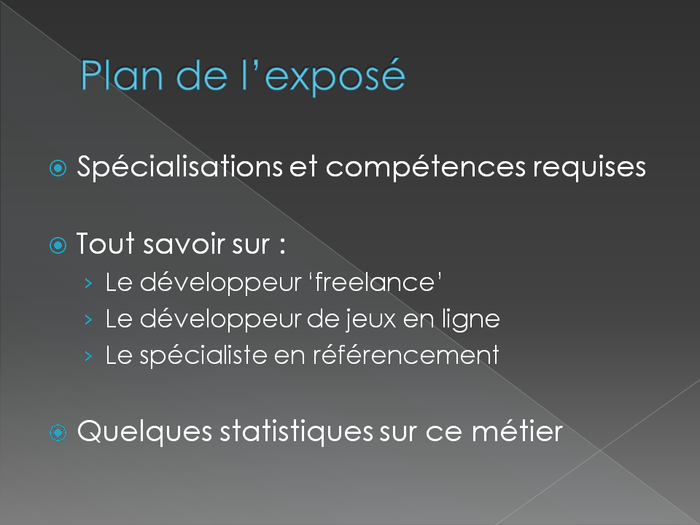 Plan de l’exposé
Spécialisations et compétences requises
Tout savoir sur :
Le développeur ‘freelance’
Le développeur de jeux en ligne
Le spécialiste en référencement
Quelques statistiques sur ce métier